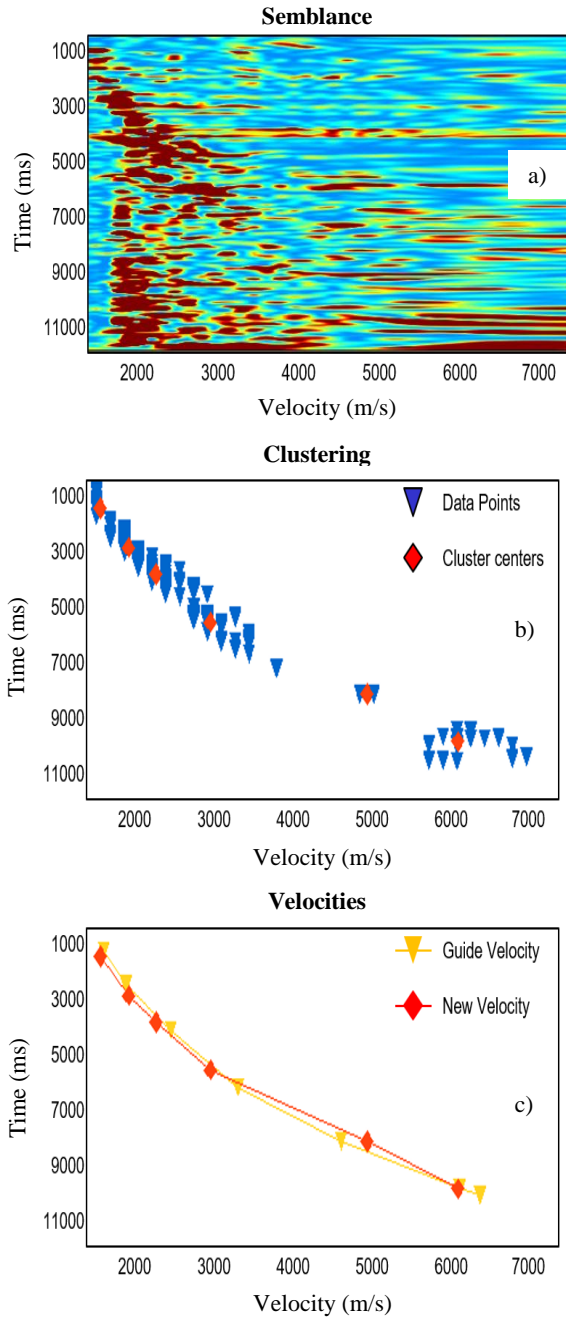 Semblance
1000
3000
5000
7000
9000
11000
Time (ms)
a)
2000 3000 4000 5000 6000 7000
Velocity (m/s)
Clustering
1000
3000
5000
7000
9000
11000
Time (ms)
Data Points
Cluster centers
b)
2000 3000 4000 5000 6000 7000
Velocity (m/s)
Velocities
1000
3000
5000
7000
9000
11000
Time (ms)
Guide Velocity
New Velocity
c)
2000 3000 4000 5000 6000 7000
Velocity (m/s)